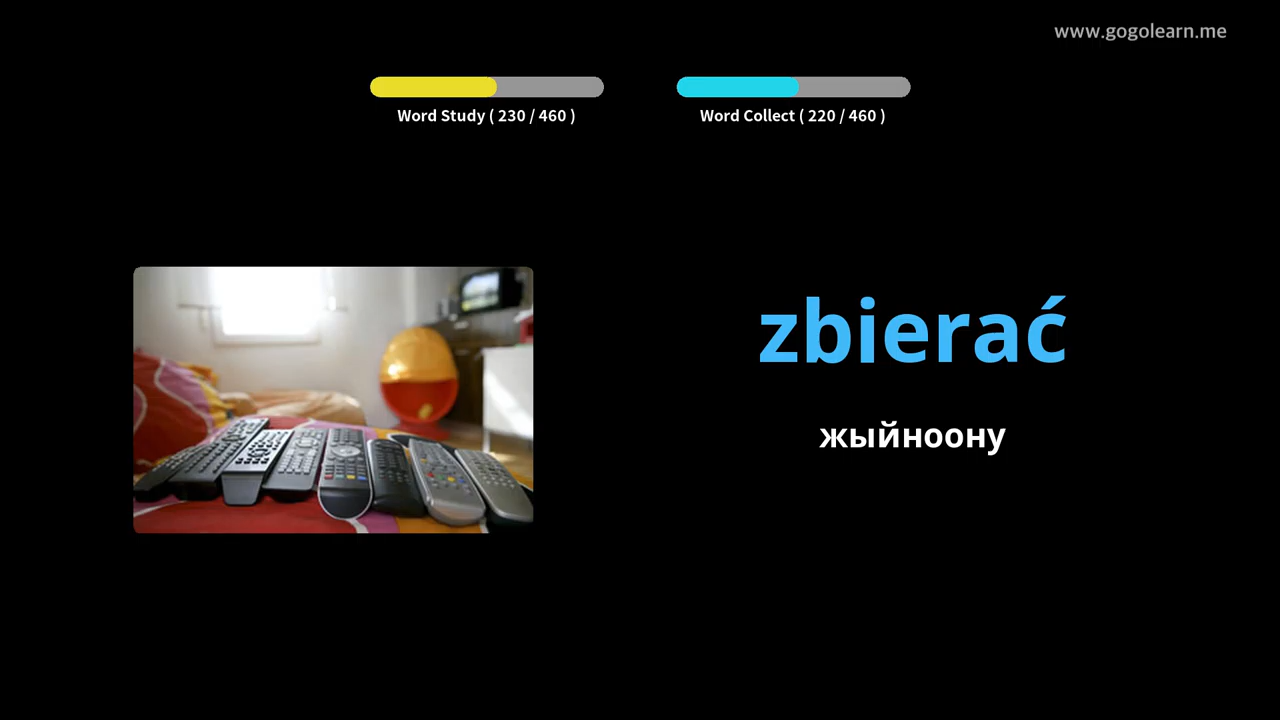 www.gogolearn.me
Word Study ( 230 / 460 )
Word Collect ( 220 / 460 )
zbierać
жыйноону